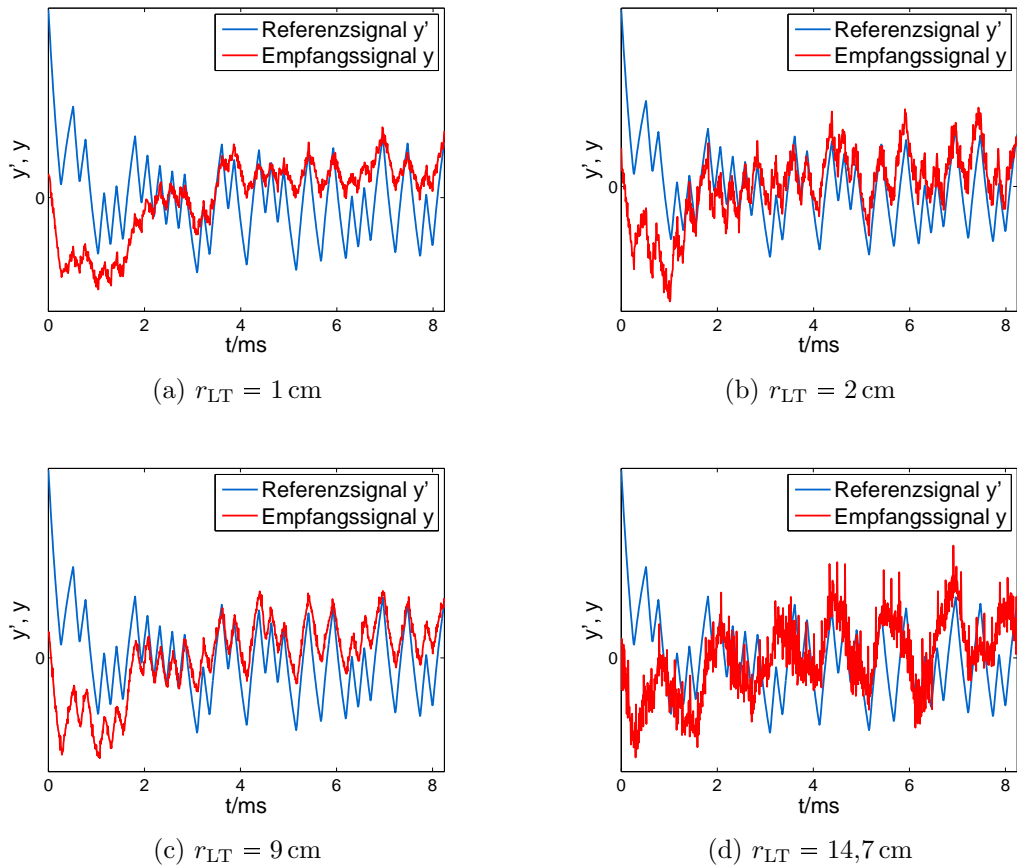 Referenzsignal y'
Empfangssignal y
y', y
0
0
2
4
6
8
t/ms
(a) r_LT = 1 cm
Referenzsignal y'
Empfangssignal y
y', y
0
0
2
4
6
8
t/ms
(b) r_LT = 2 cm
Referenzsignal y'
Empfangssignal y
y', y
0
0
2
4
6
8
t/ms
(c) r_LT = 9 cm
Referenzsignal y'
Empfangssignal y
y', y
0
0
2
4
6
8
t/ms
(d) r_LT = 14,7 cm